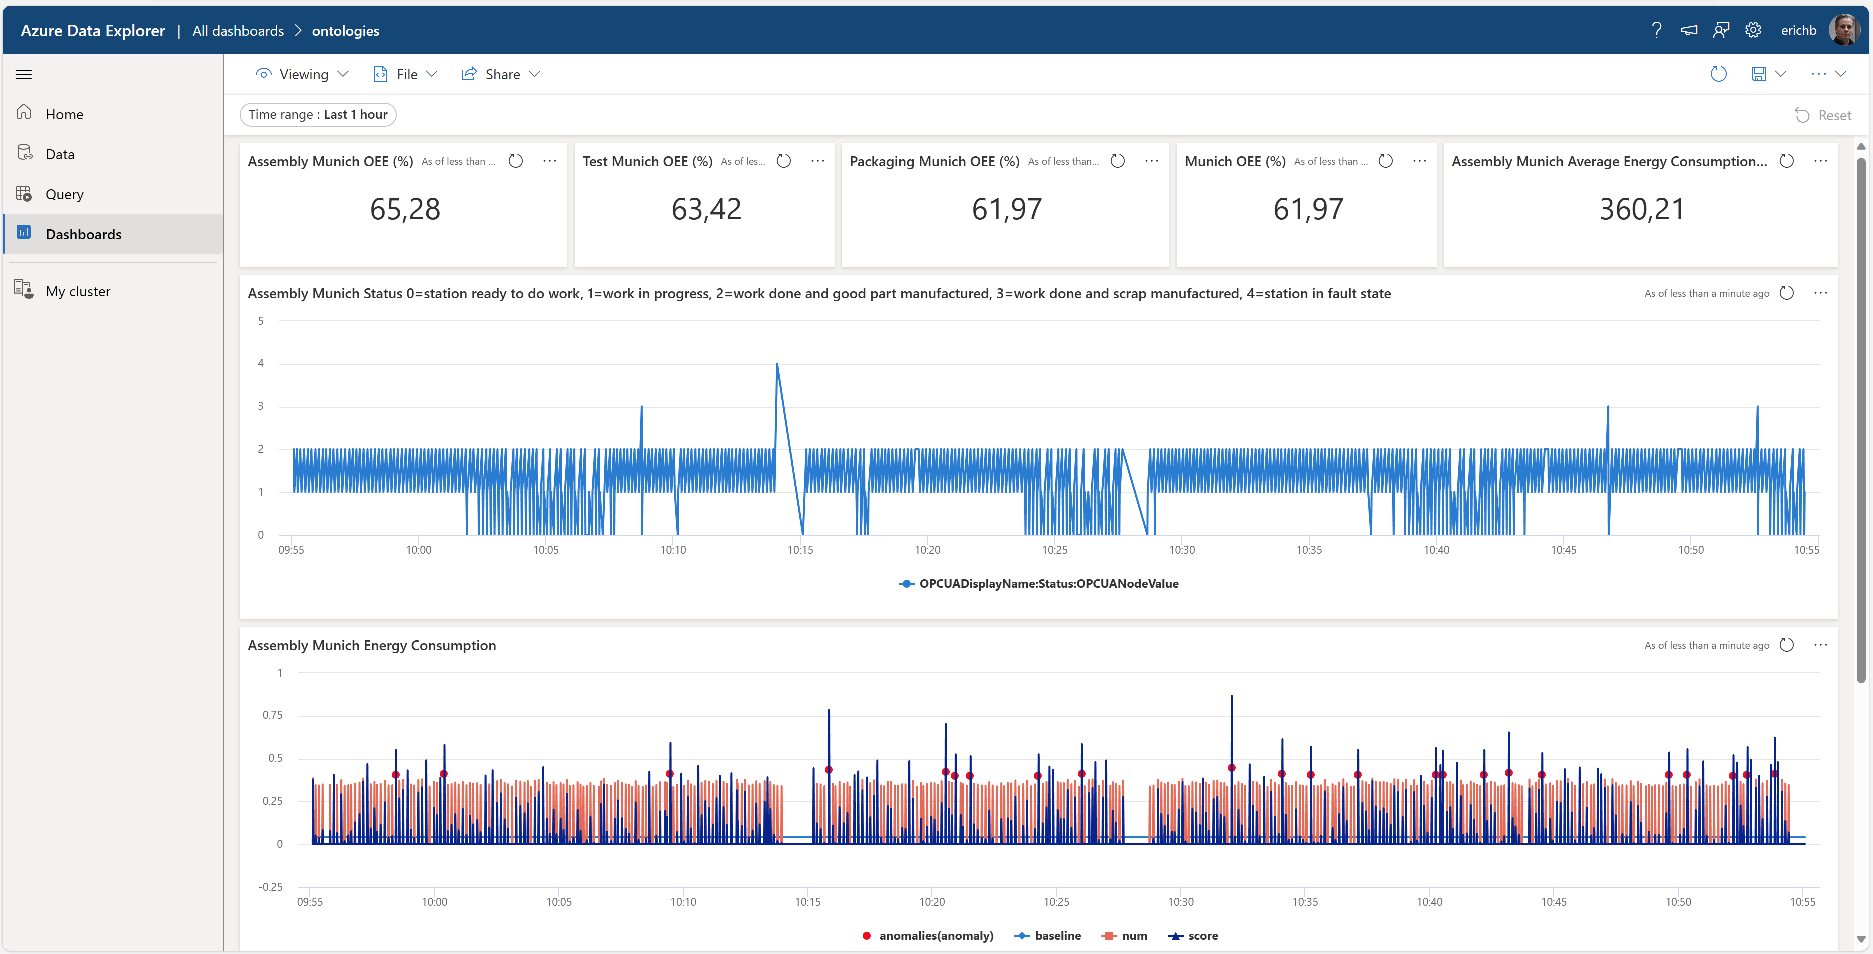 Azure Data Explorer | All dashboards > ontologies
? erichb
Viewing File Share
Home
Data
Query
Dashboards
My cluster
Time range : Last 1 hour
Reset
Assembly Munich OEE (%) As of less than ...
65,28
Test Munich OEE (%) As of les...
63,42
Packaging Munich OEE (%) As of less than...
61,97
Munich OEE (%) As of less than ...
61,97
Assembly Munich Average Energy Consumption...
360,21
Assembly Munich Status 0=station ready to do work, 1=work in progress, 2=work done and good part manufactured, 3=work done and scrap manufactured, 4=station in fault state
As of less than a minute ago
5
4
3
2
1
0
09:55 10:00 10:05 10:10 10:15 10:20 10:25 10:30 10:35 10:40 10:45 10:50 10:55
OPCUADisplayName:Status:OPCUANodeValue
Assembly Munich Energy Consumption
As of less than a minute ago
1
0.75
0.5
0.25
0
-0.25
09:55 10:00 10:05 10:10 10:15 10:20 10:25 10:30 10:35 10:40 10:45 10:50 10:55
anomalies(anomaly) baseline num score